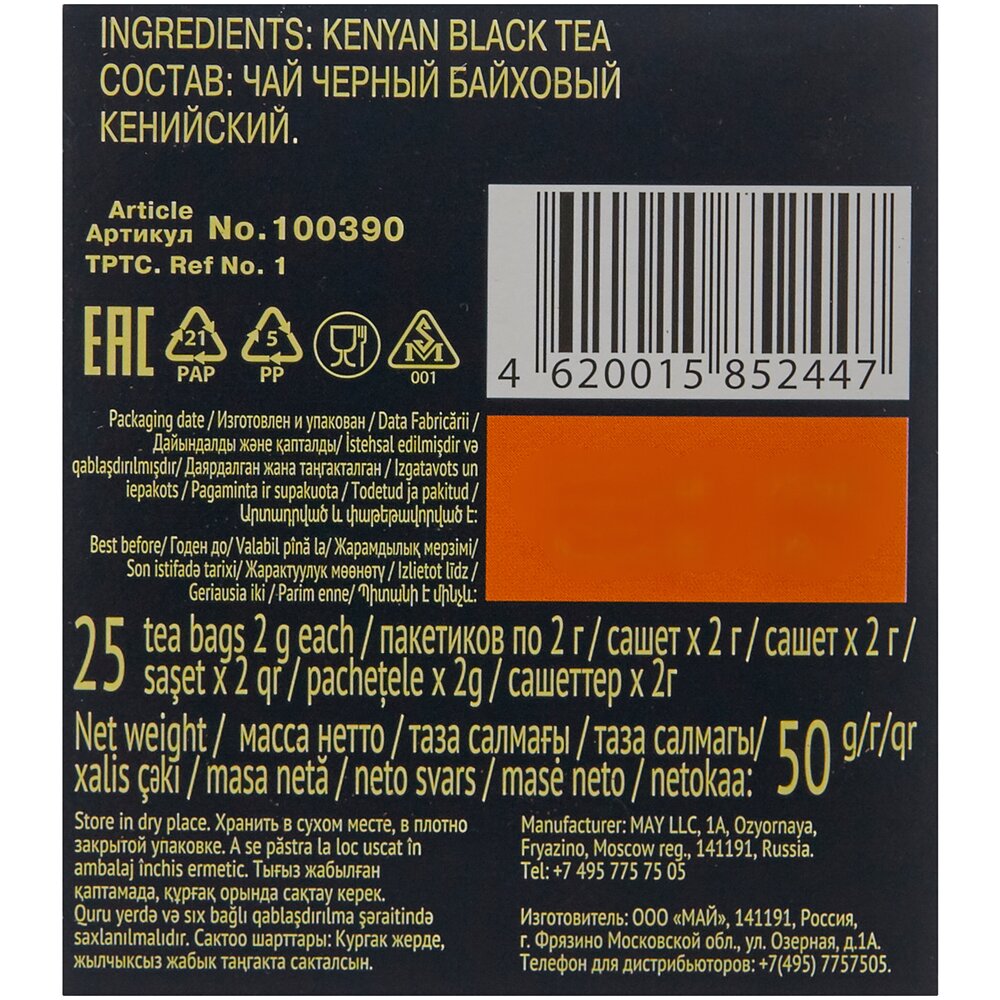 INGREDIENTS: KENYAN BLACK TEA
СОСТАВ: ЧАЙ ЧЕРНЫЙ БАЙХОВЫЙ
КЕНИЙСКИЙ.
Article
Артикул No.100390
ТРТС. Ref No. 1
EAC
21
PAP
5
PP
SM
001
4 620015 852447
Packaging date / Изготовлен и упакован / Data Fabricării /
Дайындалды және қапталды/ İstehsal edilmişdir və
qablaşdırılmışdır/ Даярдалган жана таңгакталган / Izgatavots un
iepakots / Pagaminta ir supakuota / Todetud ja pakitud /
Արտադրված և փաթեթավորված է:
Best before/ Годен до/ Valabil pînă la/ Жарамдылық мерзімі/
Son istifadə tarixi/ Жарактуулук мөөнөтү / Izlietot līdz /
Geriausia iki / Parim enne/ Պիտանի է մինչև:
25 tea bags 2 g each / пакетиков по 2 г / сашет х 2 г / сашет х 2 г /
saşet x 2 qr / pachețele x 2g / сашеттер х 2г
Net weight / масса нетто / таза салмағы / таза салмагы/
xalis çəki / masa netă / neto svars / masė neto / netokaa: 50 g/г/qr
Store in dry place. Хранить в сухом месте, в плотно
закрытой упаковке. A se păstra la loc uscat în
ambalaj închis ermetic. Тығыз жабылған
қаптамада, құрғақ орында сақтау керек.
Quru yerdə və sıx bağlı qablaşdırılma şəraitində
saxlanılmalıdır. Сактоо шарттары: Кургак жерде,
жылчыксыз жабык таңгакта сакталсын.
Manufacturer: MAY LLC, 1A, Ozyornaya,
Fryazino, Moscow reg., 141191, Russia.
Tel: +7 495 775 75 05
Изготовитель: ООО «МАЙ», 141191, Россия,
г. Фрязино Московской обл., ул. Озерная, д.1А.
Телефон для дистрибьюторов: +7(495) 7757505.